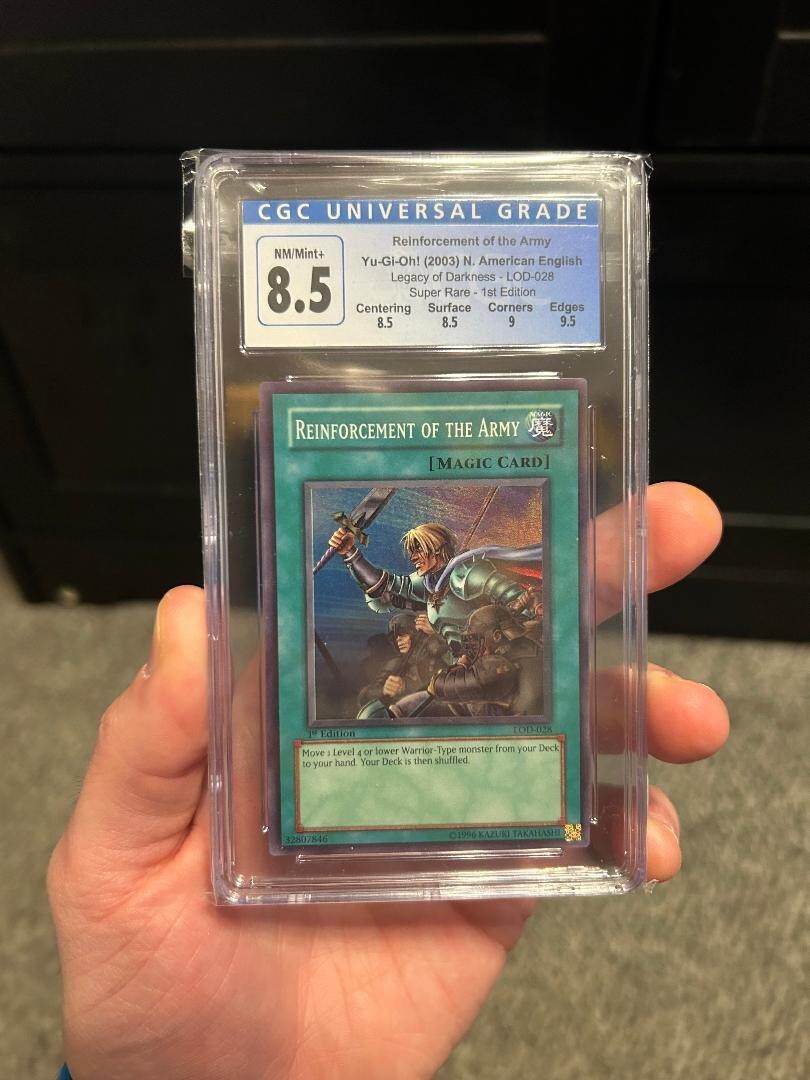 CGC UNIVERSAL GRADE
NM/Mint+
8.5
Reinforcement of the Army
Yu-Gi-Oh! (2003) N. American English
Legacy of Darkness - LOD-028
Super Rare - 1st Edition
Centering Surface Corners Edges
8.5 8.5 9 9.5
REINFORCEMENT OF THE ARMY
MAGIC
魔
[MAGIC CARD]
1st Edition LOD-028
Move 1 Level 4 or lower Warrior-Type monster from your Deck
to your hand. Your Deck is then shuffled.
32807846 ©1996 KAZUKI TAKAHASHI